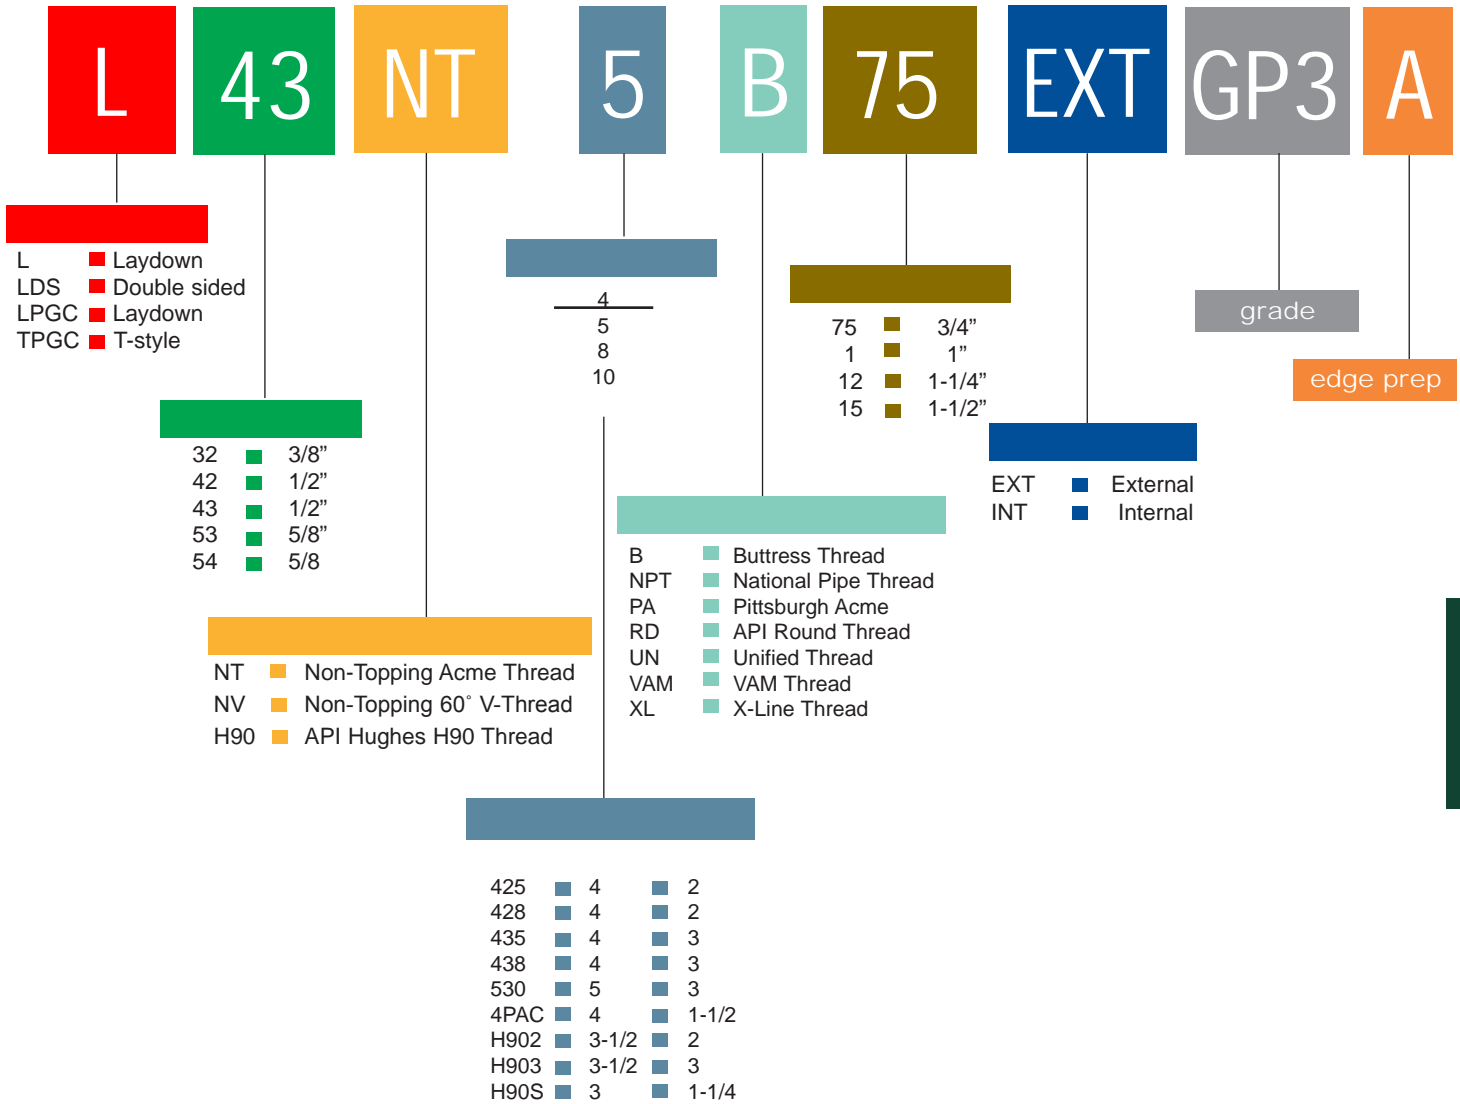 L 43 NT 5 B 75 EXT GP3 A
L Laydown
LDS Double sided
LPGC Laydown
TPGC T-style
32 3/8”
42 1/2”
43 1/2”
53 5/8”
54 5/8
NT Non-Topping Acme Thread
NV Non-Topping 60° V-Thread
H90 API Hughes H90 Thread
4
5
8
10
425 4 2
428 4 2
435 4 3
438 4 3
530 5 3
4PAC 4 1-1/2
H902 3-1/2 2
H903 3-1/2 3
H90S 3 1-1/4
B Buttress Thread
NPT National Pipe Thread
PA Pittsburgh Acme
RD API Round Thread
UN Unified Thread
VAM VAM Thread
XL X-Line Thread
75 3/4”
1 1”
12 1-1/4”
15 1-1/2”
EXT External
INT Internal
grade
edge prep